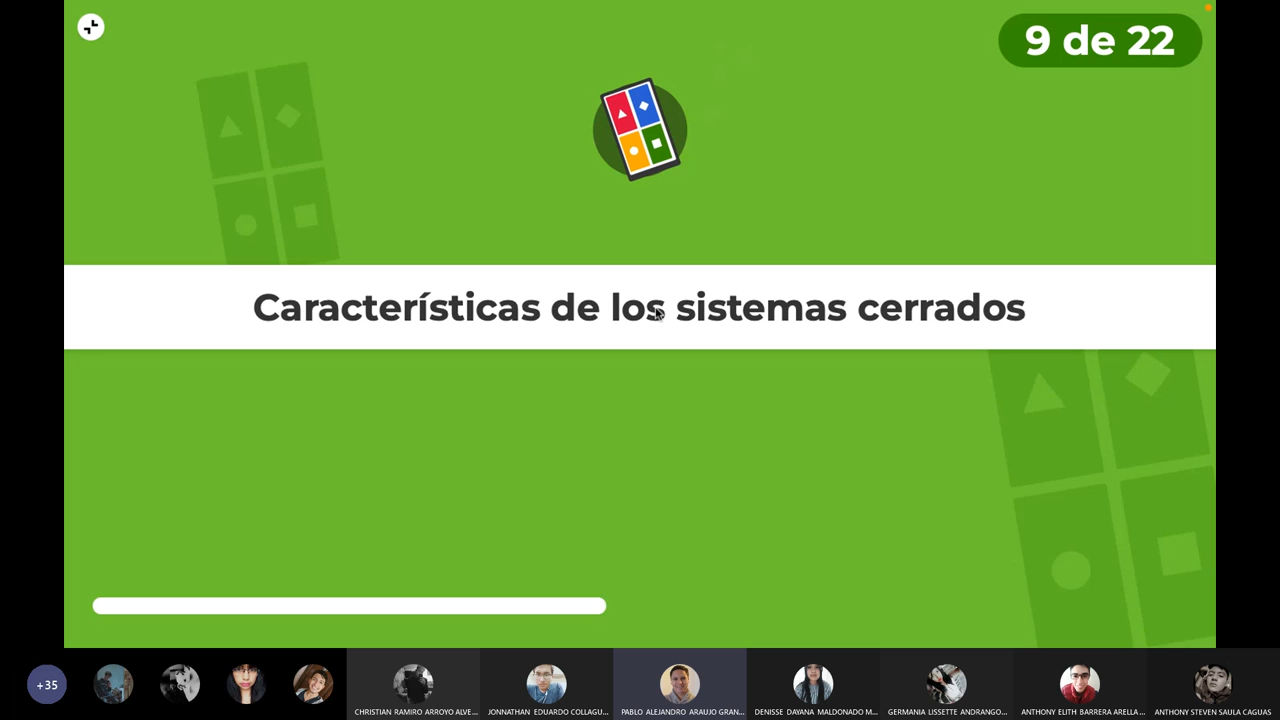 9 de 22
Características de los sistemas cerrados
+35
CHRISTIAN RAMIRO ARROYO ALVE...
JONNATHAN EDUARDO COLLAGU...
PABLO ALEJANDRO ARAUJO GRAN...
DENISSE DAYANA MALDONADO M...
GERMANIA LISSETTE ANDRANGO...
ANTHONY ELITH BARRERA ARELLA ...
ANTHONY STEVEN SAULA CAGUAS